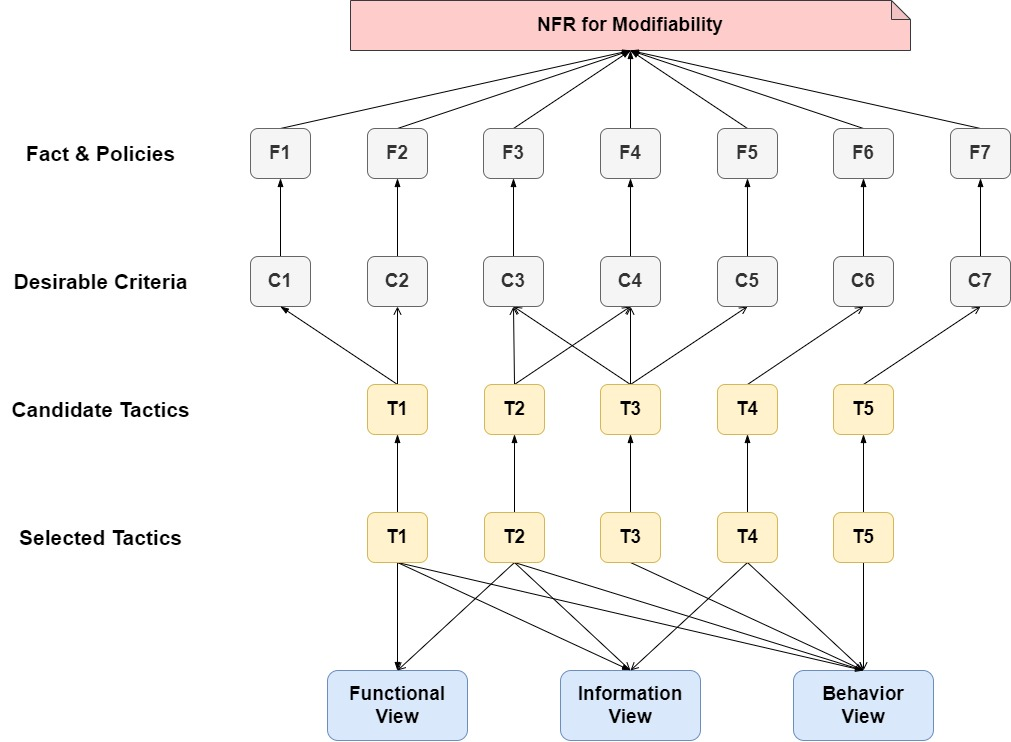 NFR for Modifiability
Fact & Policies
F1
F2
F3
F4
F5
F6
F7
Desirable Criteria
C1
C2
C3
C4
C5
C6
C7
Candidate Tactics
T1
T2
T3
T4
T5
Selected Tactics
T1
T2
T3
T4
T5
Functional
View
Information
View
Behavior
View